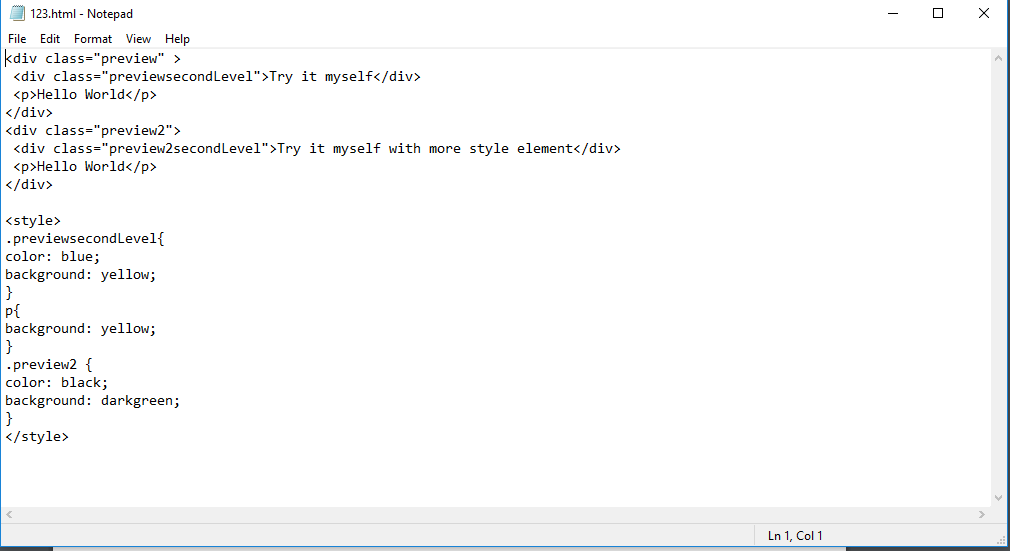 123.html - Notepad
File Edit Format View Help
<div class="preview" >
 <div class="previewsecondLevel">Try it myself</div>
 <p>Hello World</p>
</div>
<div class="preview2">
 <div class="preview2secondLevel">Try it myself with more style element</div>
 <p>Hello World</p>
</div>

<style>
.previewsecondLevel{
color: blue;
background: yellow;
}
p{
background: yellow;
}
.preview2 {
color: black;
background: darkgreen;
}
</style>
Ln 1, Col 1